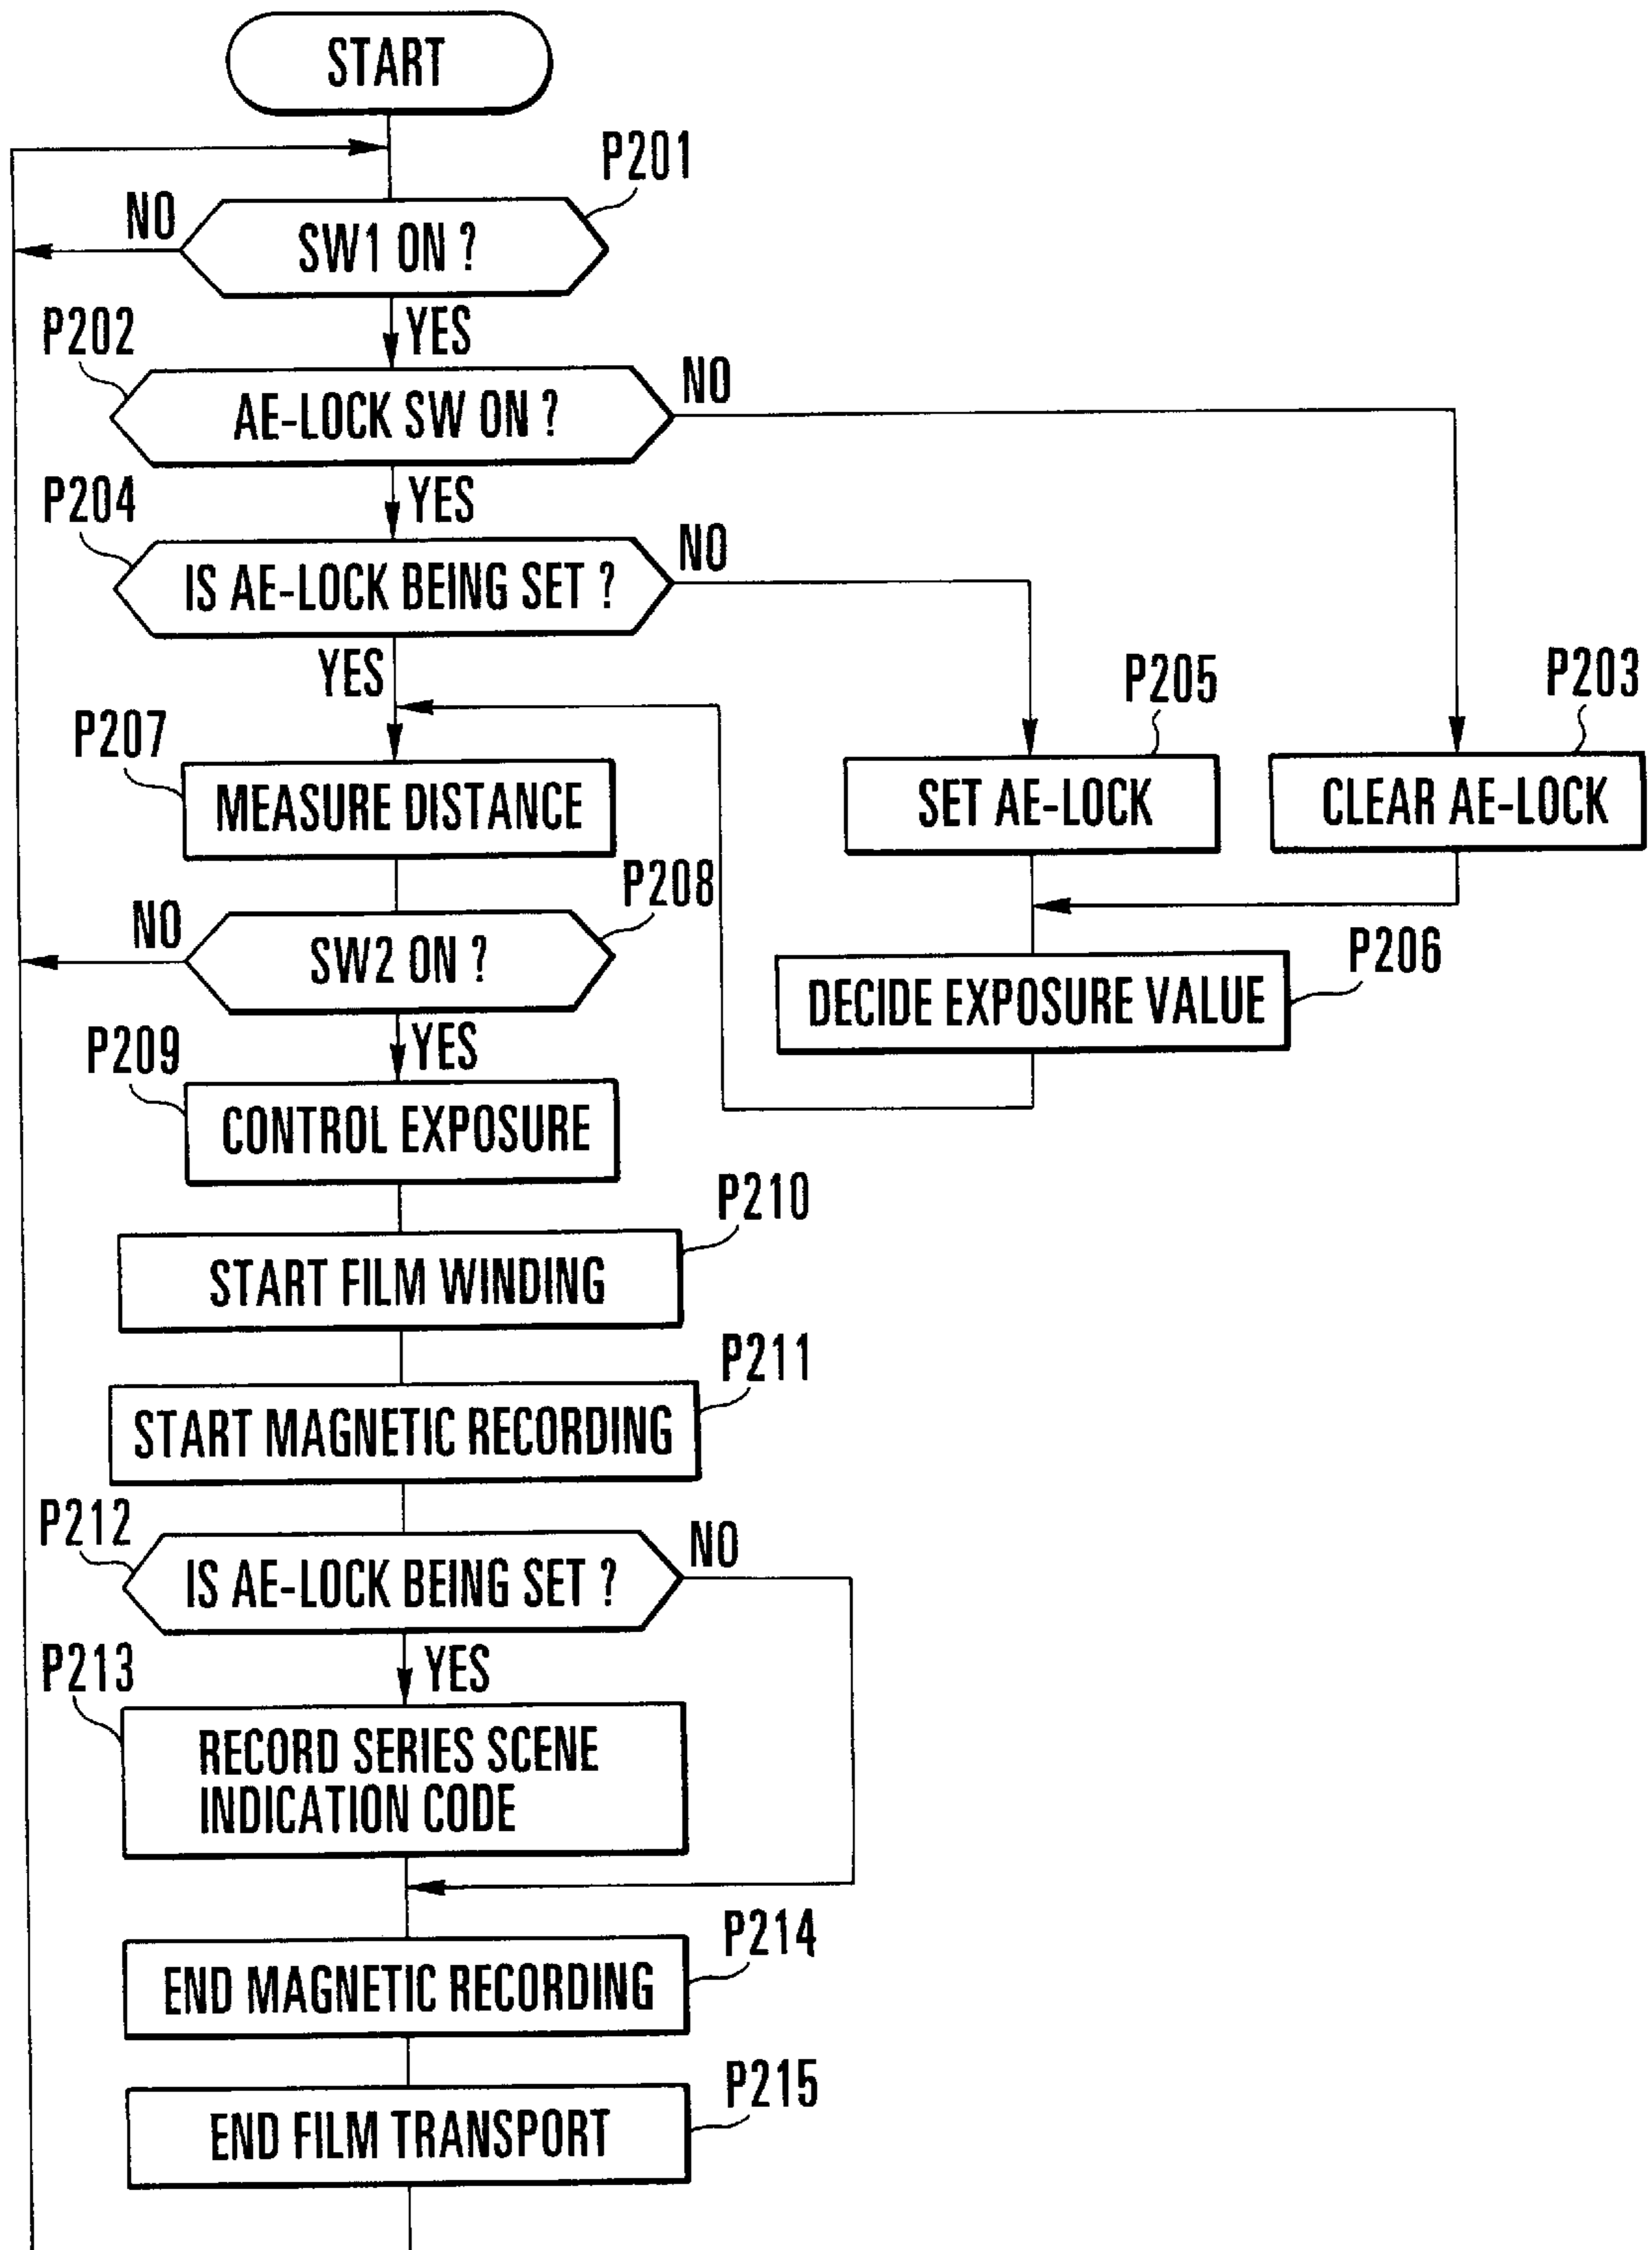 START
P201
NO
SW1 ON ?
YES
P202
AE-LOCK SW ON ?
NO
YES
P204
IS AE-LOCK BEING SET ?
NO
YES
P205
P203
P207
MEASURE DISTANCE
SET AE-LOCK
CLEAR AE-LOCK
P208
NO
SW2 ON ?
P206
DECIDE EXPOSURE VALUE
YES
P209
CONTROL EXPOSURE
P210
START FILM WINDING
P211
START MAGNETIC RECORDING
P212
IS AE-LOCK BEING SET ?
NO
YES
P213
RECORD SERIES SCENE
INDICATION CODE
P214
END MAGNETIC RECORDING
P215
END FILM TRANSPORT